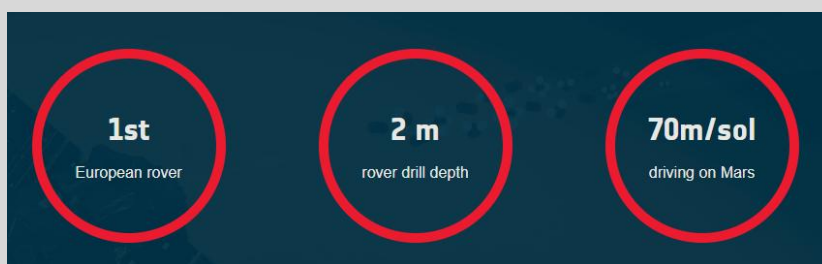 1st
European rover
2 m
rover drill depth
70m/sol
driving on Mars